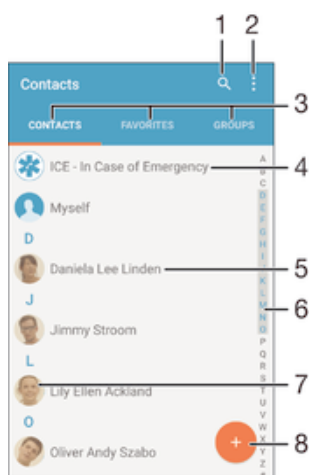 1 2
Contacts
3
CONTACTS FAVORITES GROUPS
ICE - In Case of Emergency
4
Myself
D
Daniela Lee Linden
5
J
Jimmy Stroom
6
L
Lily Ellen Ackland
7
O
Oliver Andy Szabo
8
A
B
C
D
E
F
G
H
I
J
K
L
M
N
O
P
Q
R
S
T
U
V
W
X
Y
Z